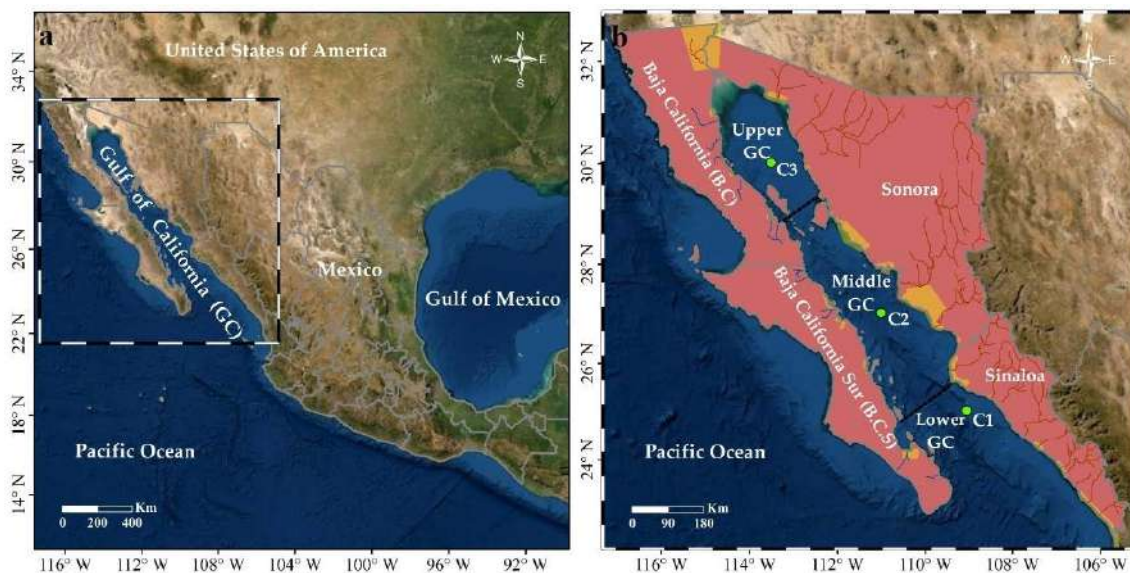 a
United States of America
N
W E
S
34° N
30° N
26° N
22° N
18° N
14° N
Gulf of California (GC)
Mexico
Gulf of Mexico
Pacific Ocean
Km
0 200 400
116° W 112° W 108° W 104° W 100° W 96° W 92° W
b
N
W E
S
32° N
30° N
28° N
26° N
24° N
Baja California (B.C)
Upper
GC
C3
Sonora
Middle
GC
C2
Baja California Sur (B.C.S)
Sinaloa
Lower
GC
C1
Pacific Ocean
Km
0 90 180
116° W 114° W 112° W 110° W 108° W 106° W